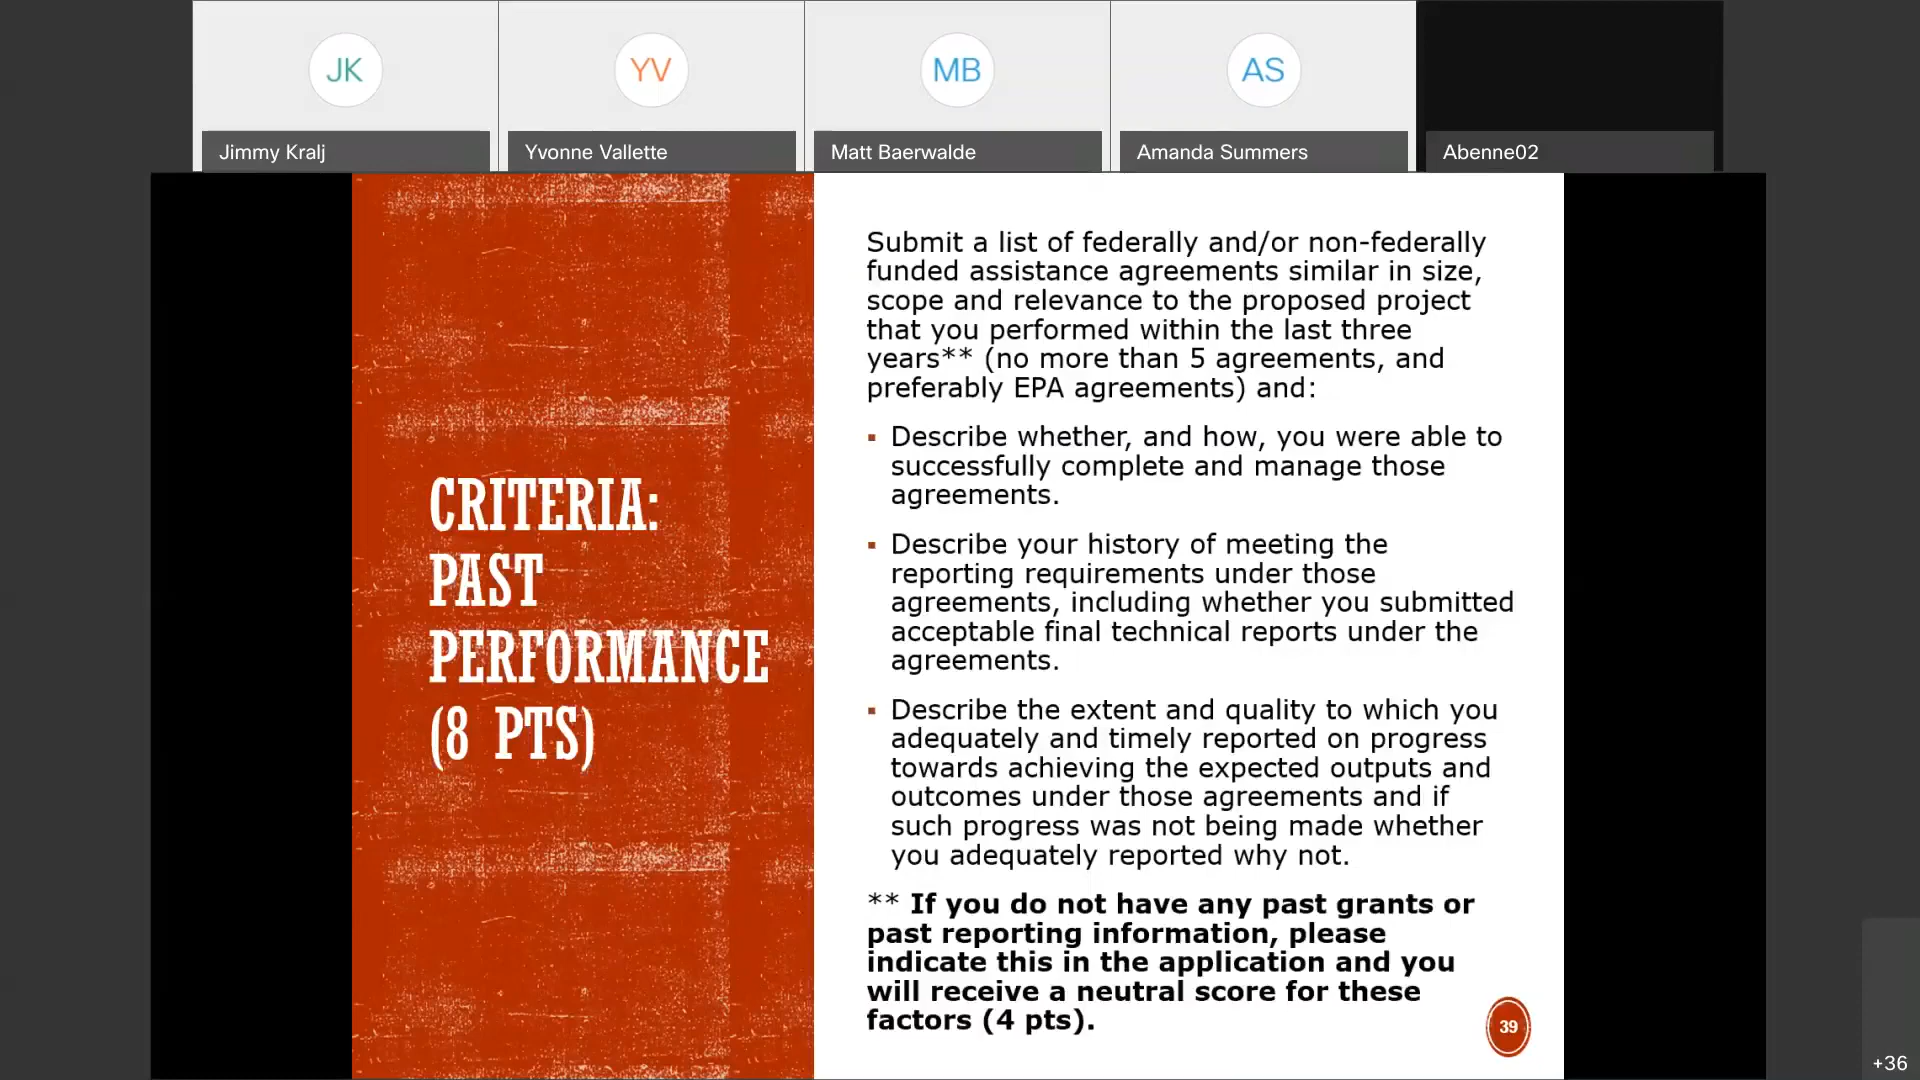 JK
YV
MB
AS
Jimmy Kralj
Yvonne Vallette
Matt Baerwalde
Amanda Summers
Abenne02
CRITERIA:
PAST
PERFORMANCE
(8 PTS)
Submit a list of federally and/or non-federally
funded assistance agreements similar in size,
scope and relevance to the proposed project
that you performed within the last three
years** (no more than 5 agreements, and
preferably EPA agreements) and:
▪ Describe whether, and how, you were able to
successfully complete and manage those
agreements.
▪ Describe your history of meeting the
reporting requirements under those
agreements, including whether you submitted
acceptable final technical reports under the
agreements.
▪ Describe the extent and quality to which you
adequately and timely reported on progress
towards achieving the expected outputs and
outcomes under those agreements and if
such progress was not being made whether
you adequately reported why not.
** If you do not have any past grants or
past reporting information, please
indicate this in the application and you
will receive a neutral score for these
factors (4 pts).
39
+36